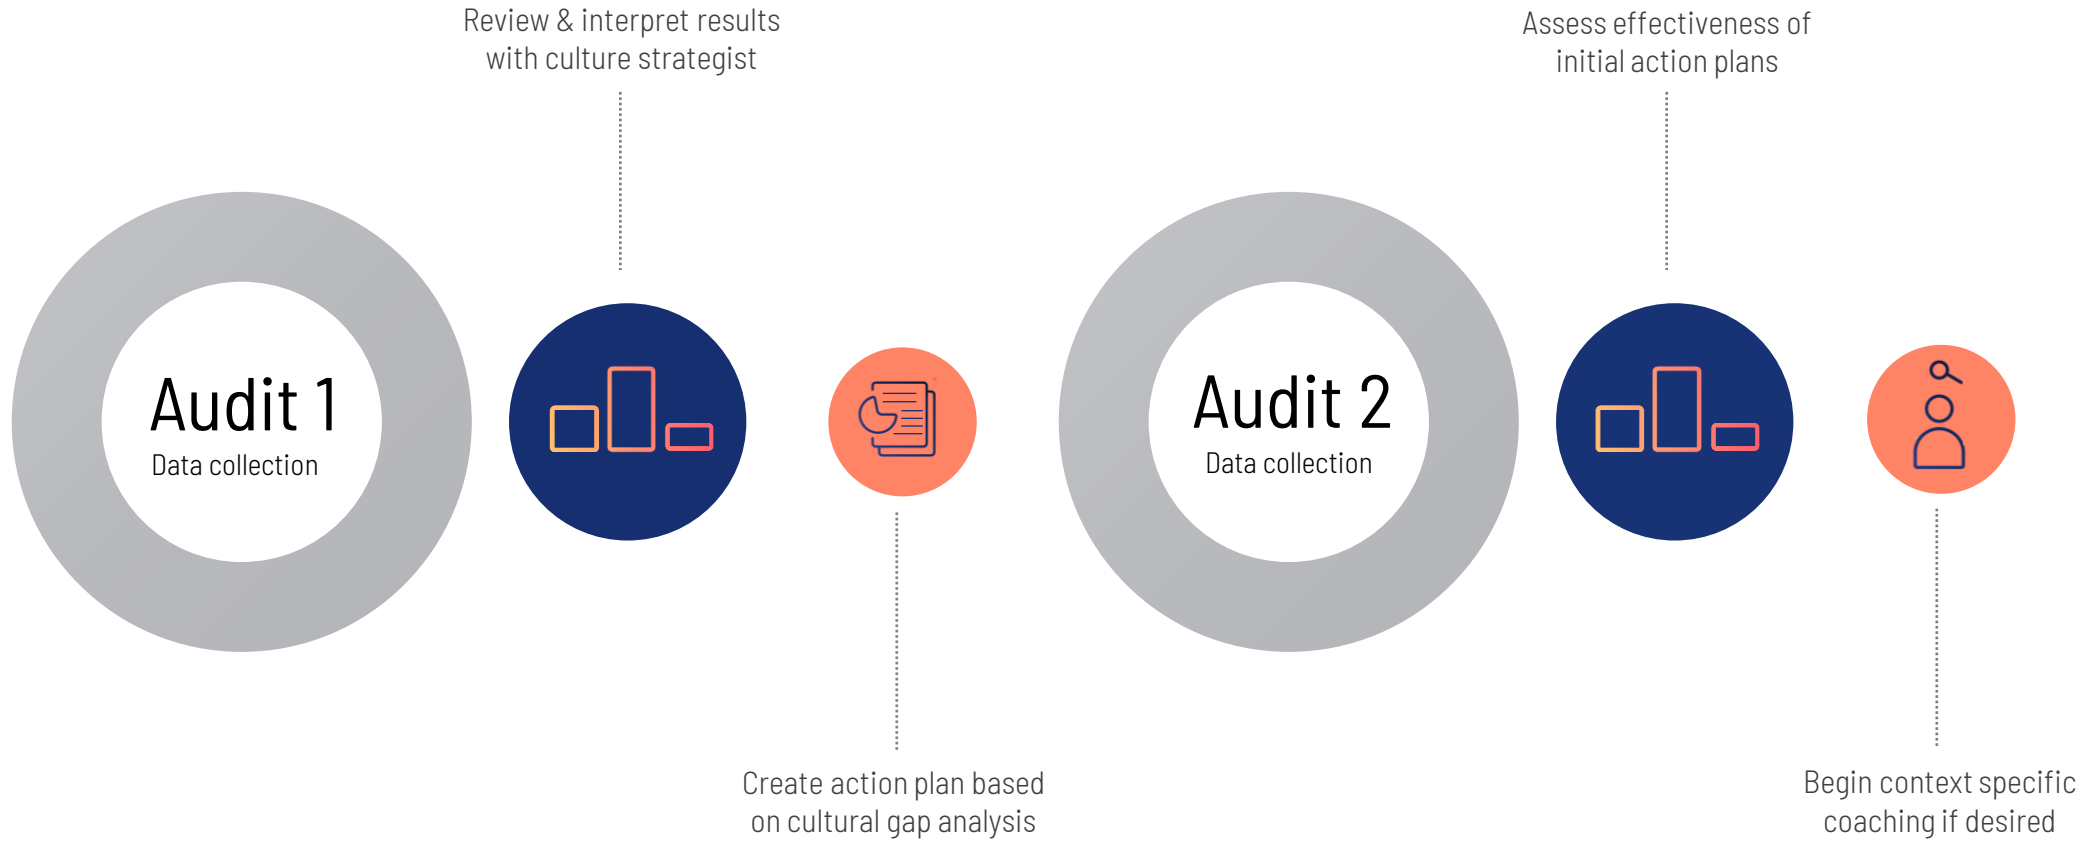 Review & interpret results
with culture strategist
Assess effectiveness of
initial action plans
Audit 1
Data collection
Audit 2
Data collection
Create action plan based
on cultural gap analysis
Begin context specific
coaching if desired